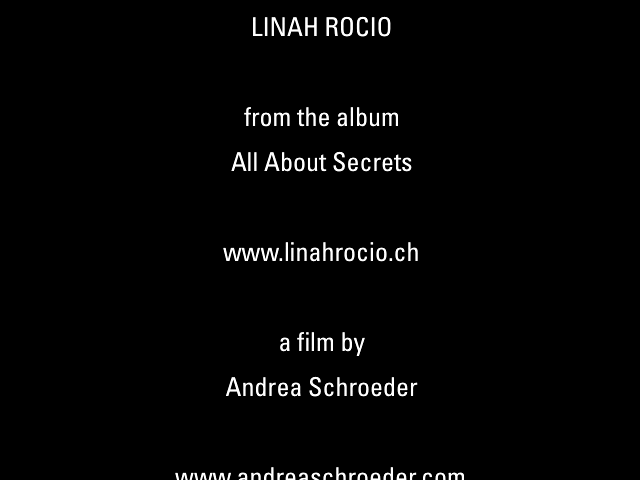 LINAH ROCIO
from the album
All About Secrets
www.linahrocio.ch
a film by
Andrea Schroeder
www.andreaschroeder.com